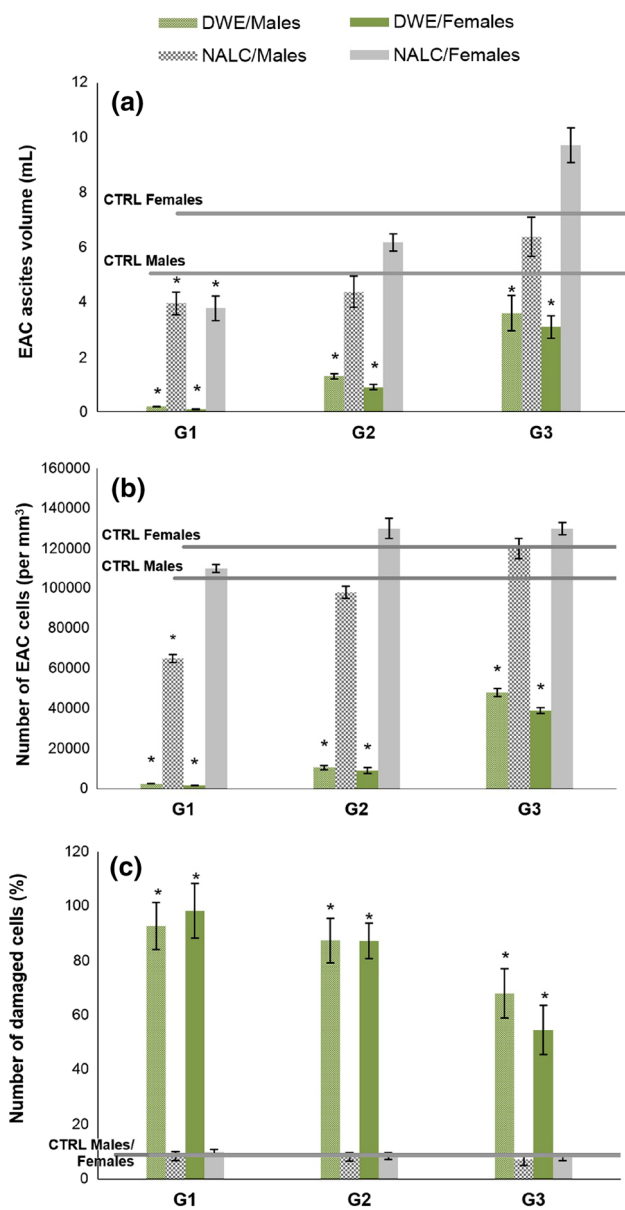 DWE/Males DWE/Females
NALC/Males NALC/Females
(a)
EAC ascites volume (mL)
12
10
8
6
4
2
0
CTRL Females
CTRL Males
* * * *
* *
* *
G1 G2 G3
(b)
Number of EAC cells (per mm³)
160000
140000
120000
100000
80000
60000
40000
20000
0
CTRL Females
CTRL Males
* * *
* *
* *
G1 G2 G3
(c)
Number of damaged cells (%)
120
100
80
60
40
20
0
CTRL Males/
Females
* *
* *
* *
G1 G2 G3